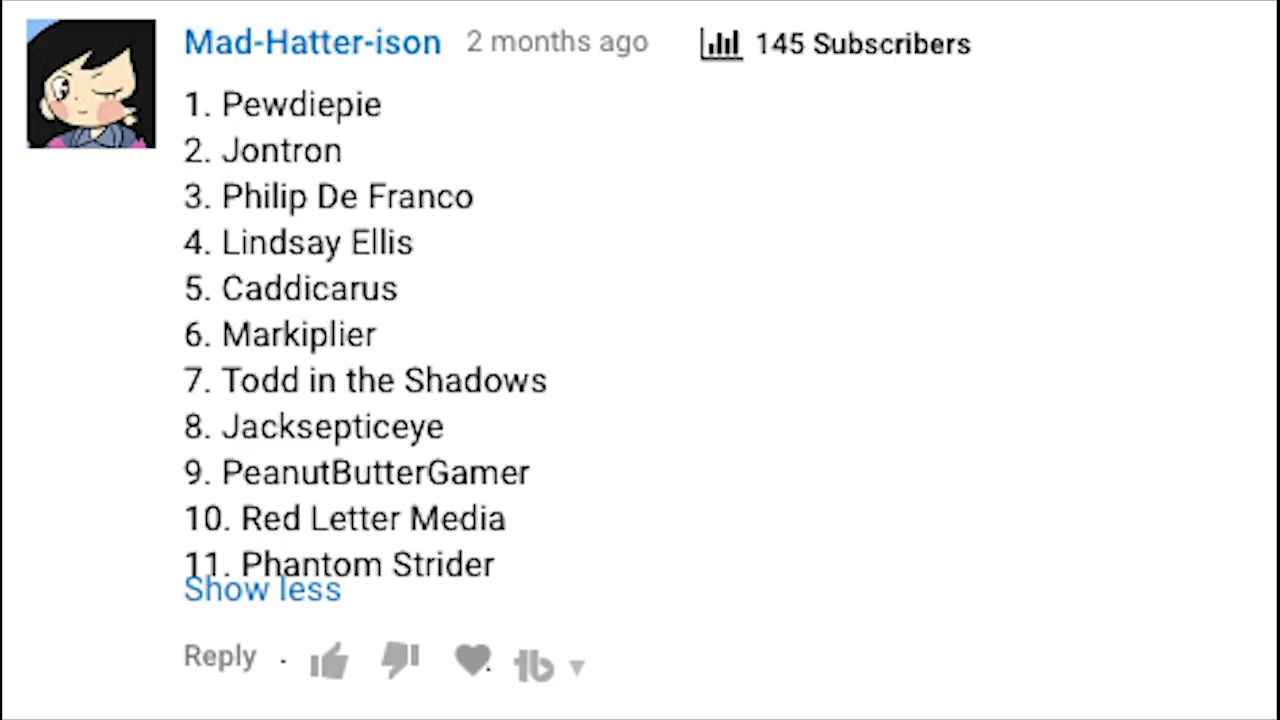 Mad-Hatter-ison 2 months ago 145 Subscribers
1. Pewdiepie
2. Jontron
3. Philip De Franco
4. Lindsay Ellis
5. Caddicarus
6. Markiplier
7. Todd in the Shadows
8. Jacksepticeye
9. PeanutButterGamer
10. Red Letter Media
11. Phantom Strider
Show less
Reply